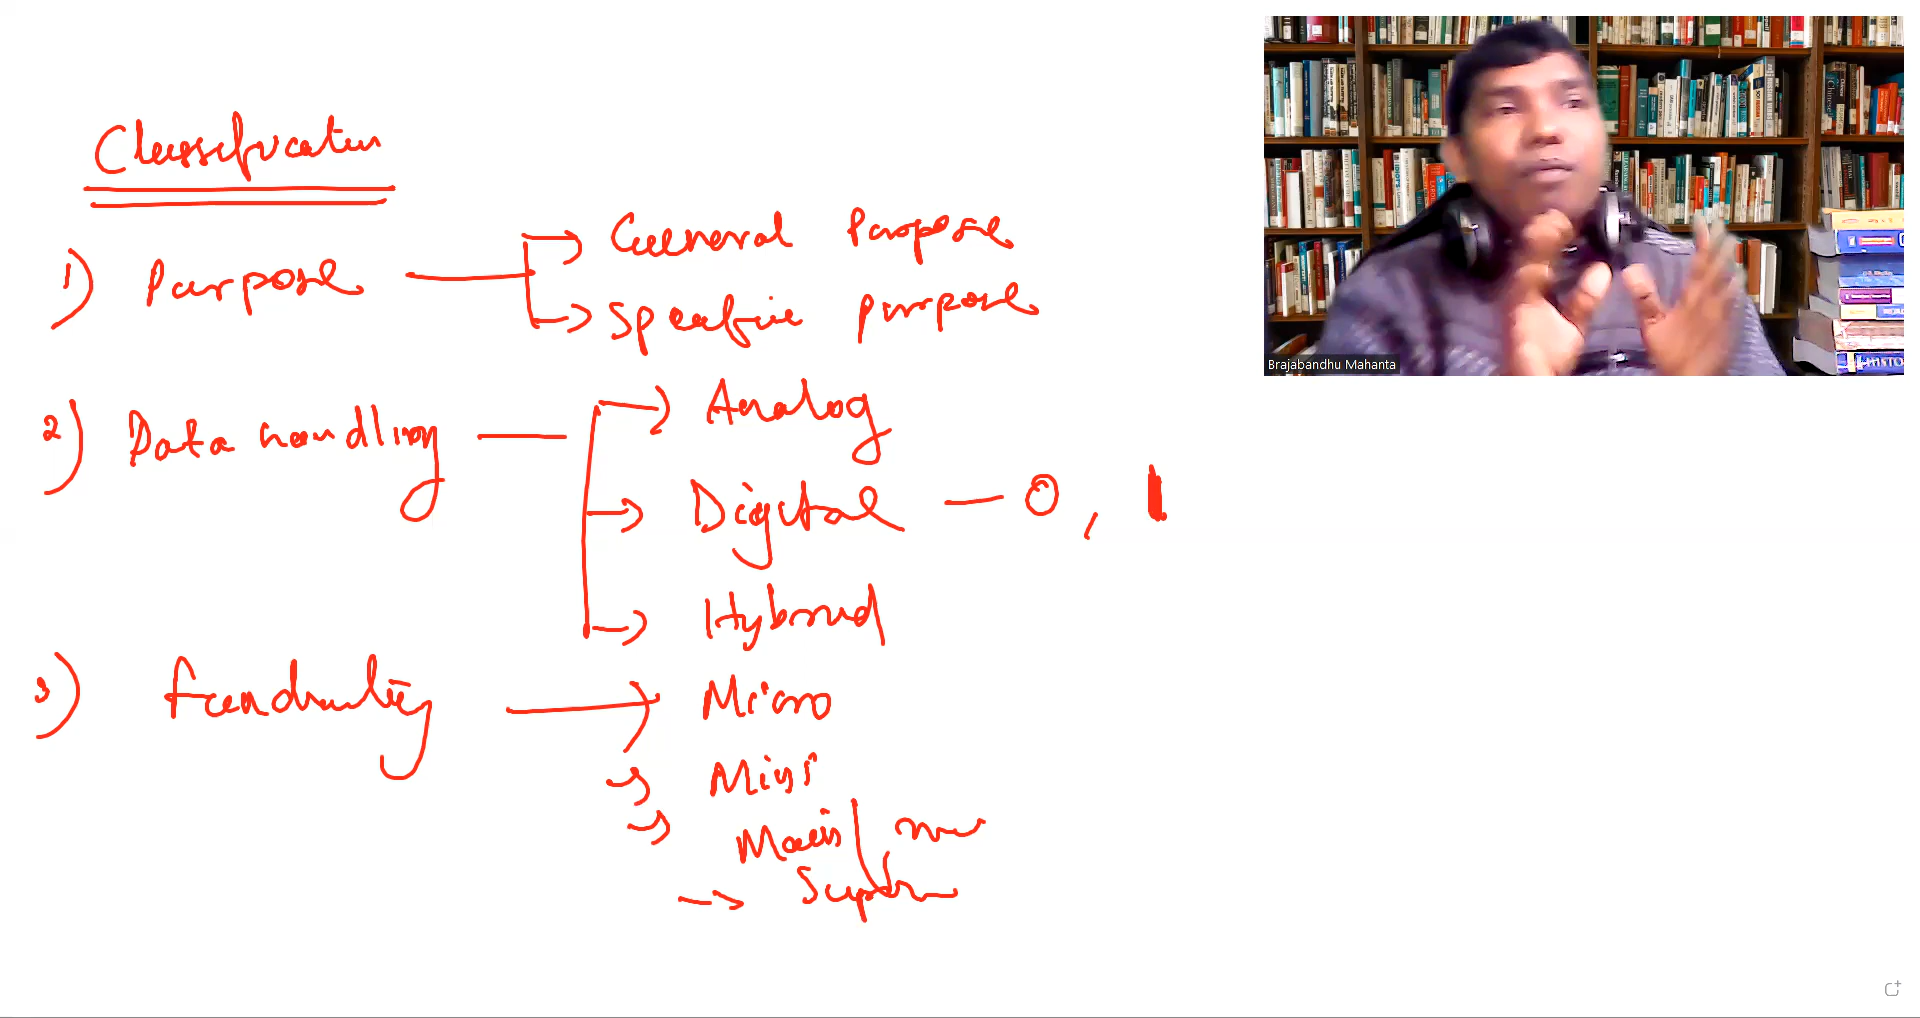 Classification
1) Purpose
General Purpose
Specific purpose
2) Data handling
Analog
Digital — 0, 1
Hybrid
3) Functionality
Micro
Mini
Main
Super
Brajabandhu Mahanta